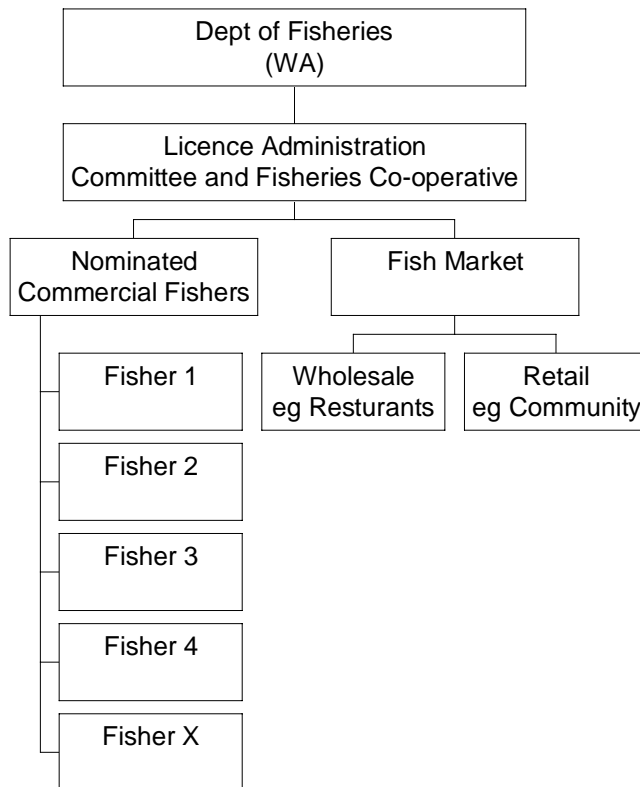 Dept of Fisheries
(WA)
Licence Administration
Committee and Fisheries Co-operative
Nominated
Commercial Fishers
Fish Market
Fisher 1
Fisher 2
Fisher 3
Fisher 4
Fisher X
Wholesale
eg Resturants
Retail
eg Community